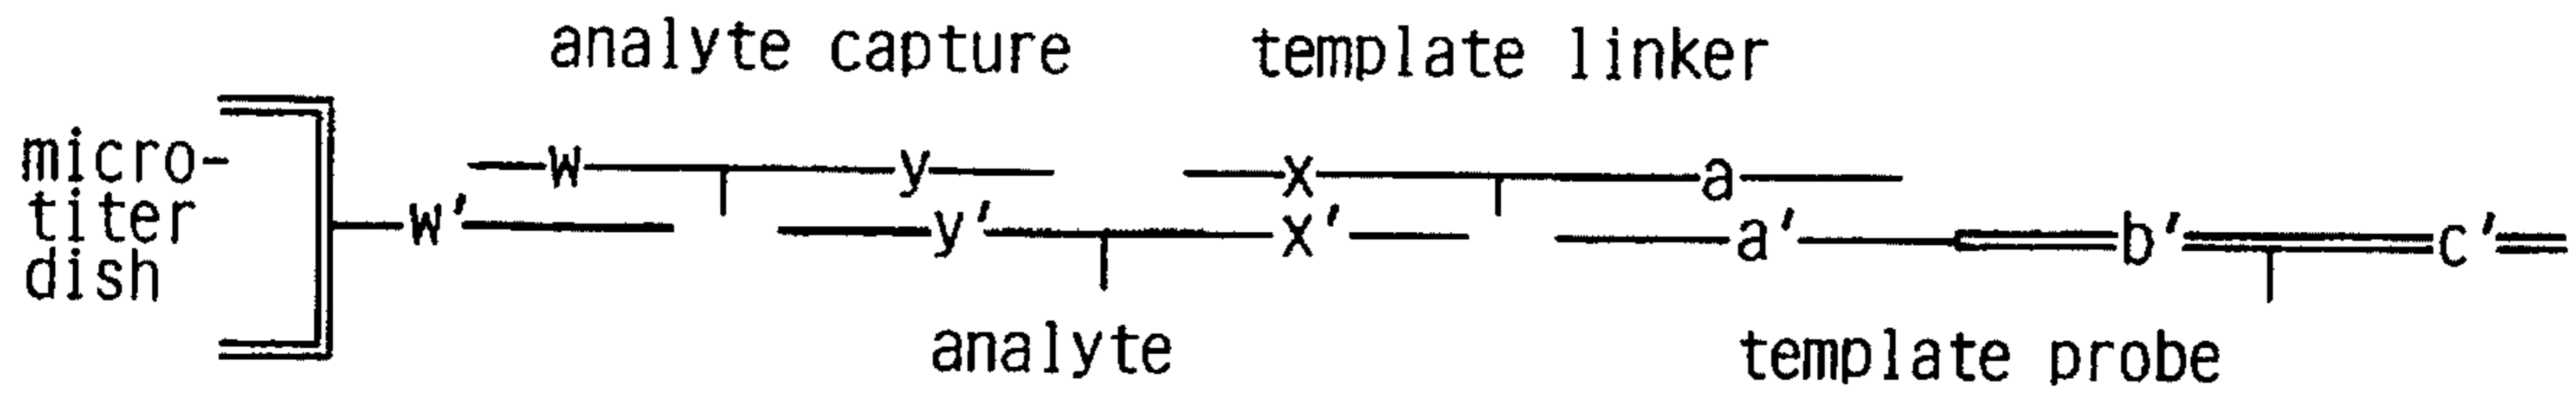 analyte capture template linker
micro-
titer
dish
w y x a
w' y' x' a' b' c'
analyte template probe